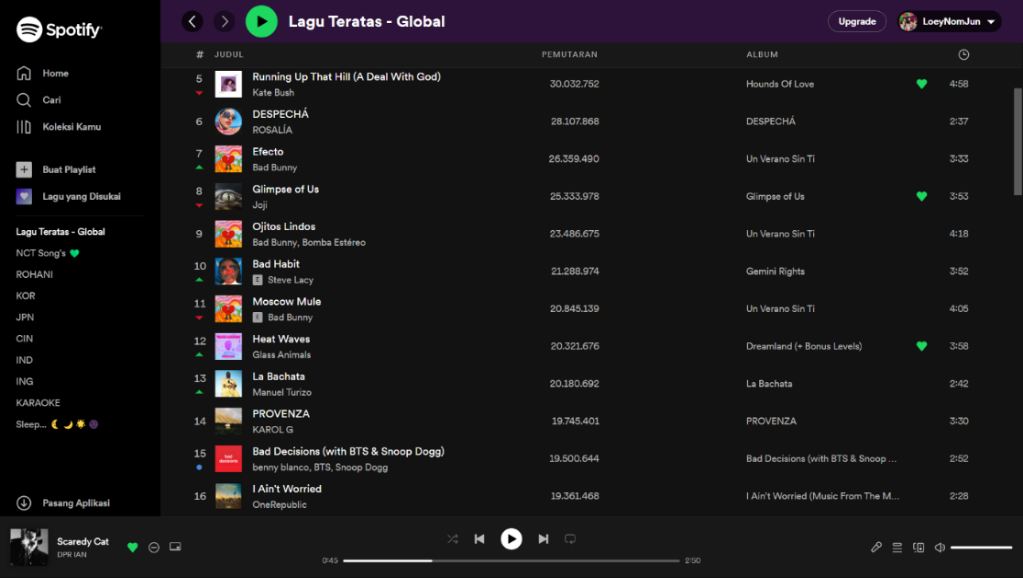 Spotify
Home
Cari
Koleksi Kamu
Buat Playlist
Lagu yang Disukai
Lagu Teratas - Global
NCT Song's
ROHANI
KOR
JPN
CIN
IND
ING
KARAOKE
Sleep...
Pasang Aplikasi
Lagu Teratas - Global
Upgrade
LoeyNomJun
# JUDUL PEMUTARAN ALBUM
5 Running Up That Hill (A Deal With God) 30.032.752 Hounds Of Love 4:58
Kate Bush
6 DESPECHÁ 28.107.868 DESPECHÁ 2:37
ROSALÍA
7 Efecto 26.359.490 Un Verano Sin Ti 3:33
Bad Bunny
8 Glimpse of Us 25.333.978 Glimpse of Us 3:53
Joji
9 Ojitos Lindos 23.486.675 Un Verano Sin Ti 4:18
Bad Bunny, Bomba Estéreo
10 Bad Habit 21.288.974 Gemini Rights 3:52
E Steve Lacy
11 Moscow Mule 20.845.139 Un Verano Sin Ti 4:05
E Bad Bunny
12 Heat Waves 20.321.676 Dreamland (+ Bonus Levels) 3:58
Glass Animals
13 La Bachata 20.180.692 La Bachata 2:42
Manuel Turizo
14 PROVENZA 19.745.401 PROVENZA 3:30
KAROL G
15 Bad Decisions (with BTS & Snoop Dogg) 19.500.644 Bad Decisions (with BTS & Snoop ... 2:52
benny blanco, BTS, Snoop Dogg
16 I Ain't Worried 19.361.468 I Ain't Worried (Music From The M... 2:28
OneRepublic
Scaredy Cat
DPR IAN
0:45 2:50